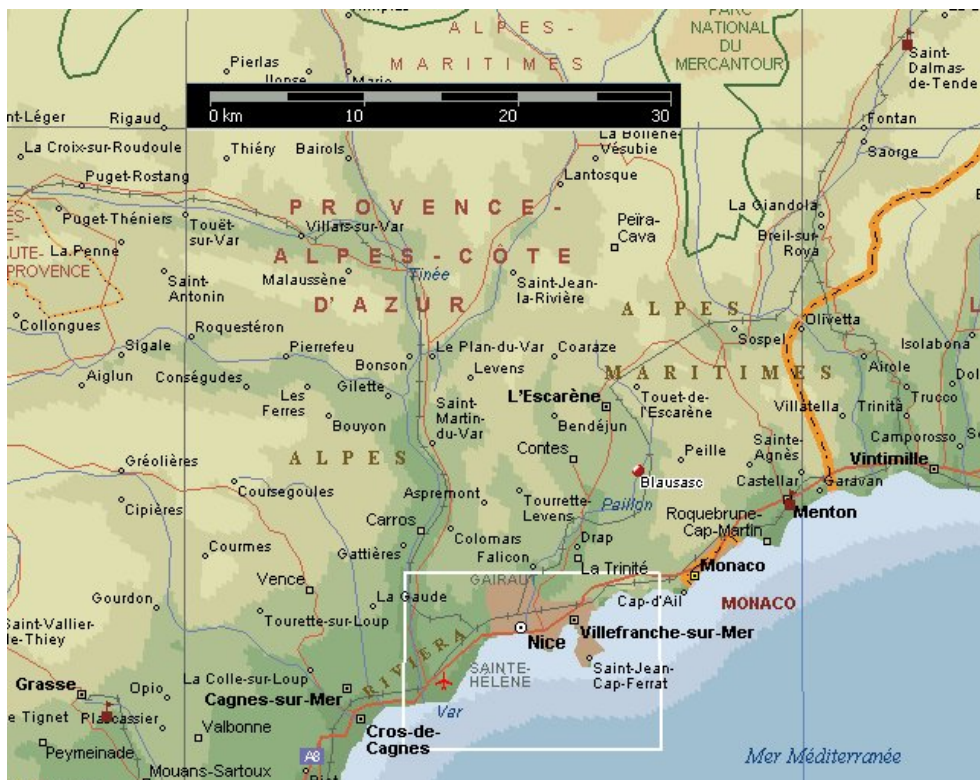 ALPES-
MARITIMES
PARC
NATIONAL
DU
MERCANTOUR
Saint-
Dalmas-
de-Tende
Pierlas
0 km
10
20
30
Rigaud
La Croix-sur-Roudoule
Thiéry
Bairols
La Bollène-
Vésubie
Fontan
Saorge
Puget-Rostang
Lantosque
Puget-Théniers
Touët-
sur-Var
Villars-sur-Var
PROVENCE-
ALPES-CÔTE
D'AZUR
Peïra-
Cava
La Giandola
Breil-sur-
Roya
La Penne
PROVENCE
Saint-
Antonin
Malaussène
Tinée
Saint-Jean-
la-Rivière
ALPES
MARITIMES
Collongues
Roquestéron
Olivetta
Sospel
Isolabona
Sigale
Pierrefeu
Bonson
Le Plan-du-Var
Coaraze
Aiglun
Conségudes
Gilette
Levens
Touet-de-
l'Escarène
Airole
Les
Ferres
Bouyon
Saint-
Martin-
du-Var
L'Escarène
Bendéjun
Villatella
Trinità
Trucco
Camporosso
ALPES
Contes
Peille
Sainte-
Agnès
Castellar
Vintimille
Gréolières
Coursegoules
Blausasc
Garavan
Cipières
Aspremont
Tourrette-
Levens
Paillon
Roquebrune-
Cap-Martin
Menton
Carros
Colomars
Drap
Courmes
Gattières
Falicon
La Trinité
Monaco
Vence
GAIRAUT
Cap-d'Ail
MONACO
Gourdon
La Gaude
Saint-Vallier-
de-Thiey
Tourette-sur-Loup
Nice
Villefranche-sur-Mer
RIVIERA
SAINTE-
HÉLÈNE
Saint-Jean-
Cap-Ferrat
Grasse
Opio
La Colle-sur-Loup
Cagnes-sur-Mer
Var
Plascassier
Valbonne
Cros-de-
Cagnes
Peymeinade
A8
Mouans-Sartoux
Mer Méditerranée